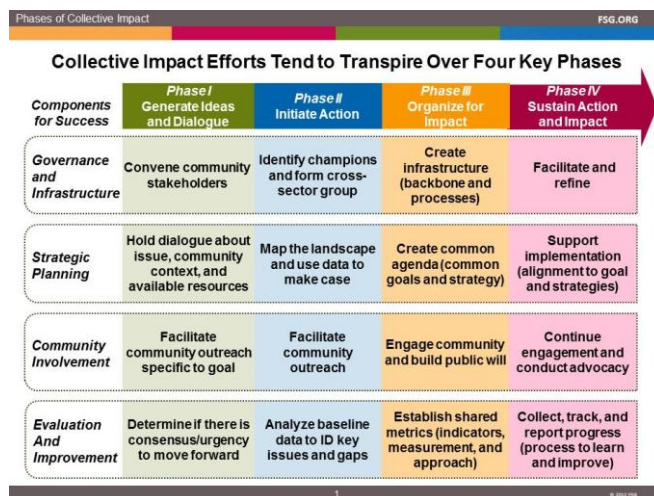 Phases of Collective Impact
FSG.ORG
Collective Impact Efforts Tend to Transpire Over Four Key Phases
Components
for Success
Phase I
Generate Ideas
and Dialogue
Phase II
Initiate Action
Phase III
Organize for
Impact
Phase IV
Sustain Action
and Impact
Governance
and
Infrastructure
Convene community
stakeholders
Identify champions
and form cross-
sector group
Create
infrastructure
(backbone and
processes)
Facilitate and
refine
Strategic
Planning
Hold dialogue about
issue, community
context, and
available resources
Map the landscape
and use data to
make case
Create common
agenda (common
goals and strategy)
Support
implementation
(alignment to goal
and strategies)
Community
Involvement
Facilitate
community outreach
specific to goal
Facilitate
community
outreach
Engage community
and build public will
Continue
engagement and
conduct advocacy
Evaluation
And
Improvement
Determine if there is
consensus/urgency
to move forward
Analyze baseline
data to ID key
issues and gaps
Establish shared
metrics (indicators,
measurement, and
approach)
Collect, track, and
report progress
(process to learn
and improve)
1
© 2012 FSG